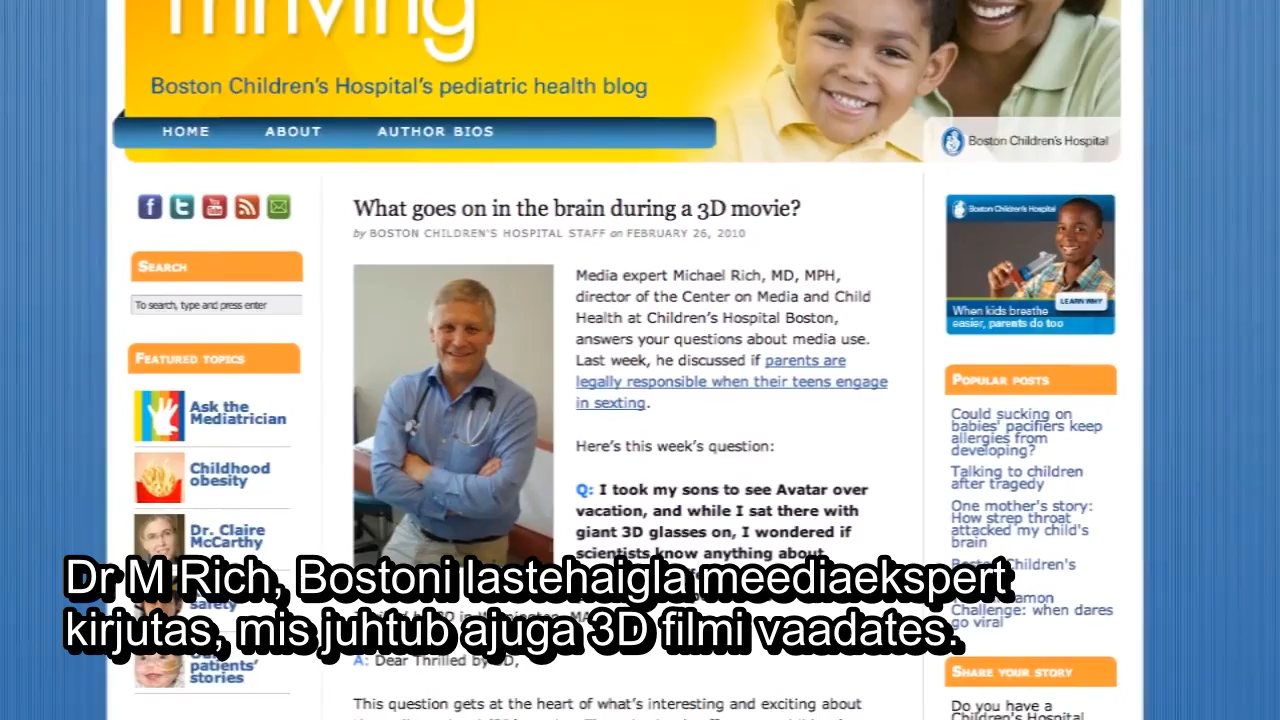 Thriving
Boston Children's Hospital's pediatric health blog
HOME ABOUT AUTHOR BIOS
Boston Children's Hospital
SEARCH
To search, type and press enter
FEATURED TOPICS
Ask the
Mediatrician
Childhood
obesity
Dr. Claire
McCarthy
safety
patients'
stories
What goes on in the brain during a 3D movie?
by BOSTON CHILDREN'S HOSPITAL STAFF on FEBRUARY 26, 2010
Media expert Michael Rich, MD, MPH,
director of the Center on Media and Child
Health at Children's Hospital Boston,
answers your questions about media use.
Last week, he discussed if parents are
legally responsible when their teens engage
in sexting.
Here's this week's question:
Q: I took my sons to see Avatar over
vacation, and while I sat there with
giant 3D glasses on, I wondered if
scientists know anything about
A: Dear Thrilled by 3D,
This question gets at the heart of what's interesting and exciting about
Boston Children's Hospital
When kids breathe
easier, parents do too
LEARN WHY
POPULAR POSTS
Could sucking on
babies' pacifiers keep
allergies from
developing?
Talking to children
after tragedy
One mother's story:
How strep throat
attacked my child's
brain
Children's
Challenge: when dares
go viral
SHARE YOUR STORY
Do you have a
Children's Hospital
Dr M Rich, Bostoni lastehaigla meediaekspert
kirjutas, mis juhtub ajuga 3D filmi vaadates.